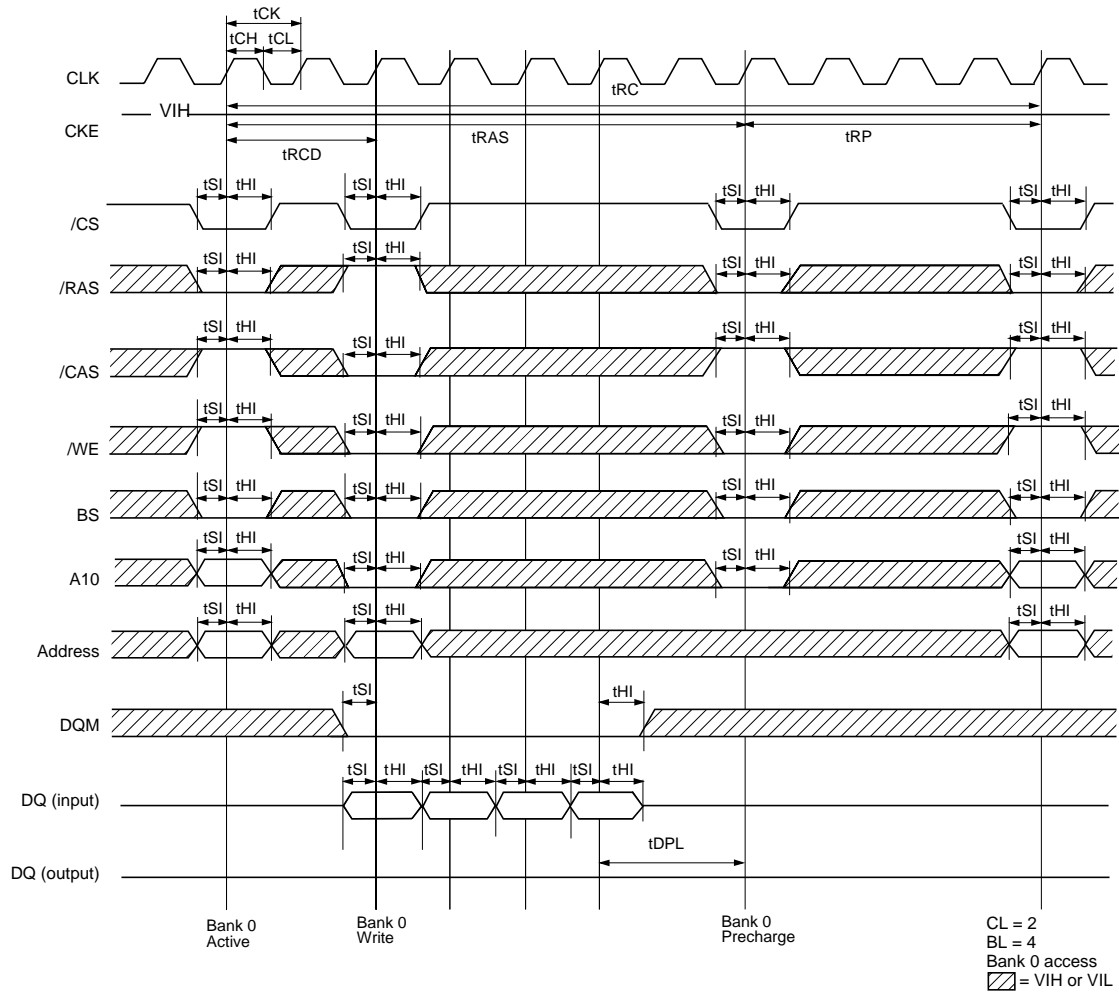 tCK
tCH tCL
CLK
tRC
VIH
CKE
tRAS tRP
tRCD
tSI tHI tSI tHI tSI tHI tSI tHI
/CS
tSI tHI tSI tHI tSI tHI tSI tHI
/RAS
tSI tHI tSI tHI tSI tHI tSI tHI
/CAS
tSI tHI tSI tHI tSI tHI tSI tHI
/WE
tSI tHI tSI tHI tSI tHI tSI tHI
BS
tSI tHI tSI tHI tSI tHI tSI tHI
A10
tSI tHI tSI tHI tSI tHI
Address
tSI tHI
DQM
tSI tHI tSI tHI tSI tHI tSI tHI
DQ (input)
tDPL
DQ (output)
Bank 0
Active
Bank 0
Write
Bank 0
Precharge
CL = 2
BL = 4
Bank 0 access
= VIH or VIL